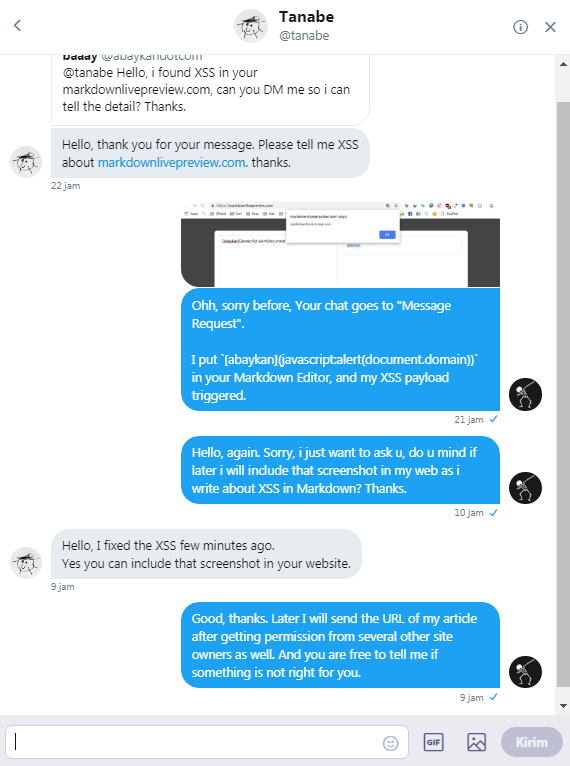 Tanabe
@tanabe
baaay @abaykandotcom
@tanabe Hello, i found XSS in your
markdownlivepreview.com, can you DM me so i can
tell the detail? Thanks.
Hello, thank you for your message. Please tell me XSS
about markdownlivepreview.com. thanks.
22 jam
Ohh, sorry before, Your chat goes to "Message
Request".
I put `[abaykan](javascript:alert(document.domain))`
in your Markdown Editor, and my XSS payload
triggered.
21 jam
Hello, again. Sorry, i just want to ask u, do u mind if
later i will include that screenshot in my web as i
write about XSS in Markdown? Thanks.
10 jam
Hello, I fixed the XSS few minutes ago.
Yes you can include that screenshot in your website.
9 jam
Good, thanks. Later I will send the URL of my article
after getting permission from several other site
owners as well. And you are free to tell me if
something is not right for you.
9 jam
GIF
Kirim